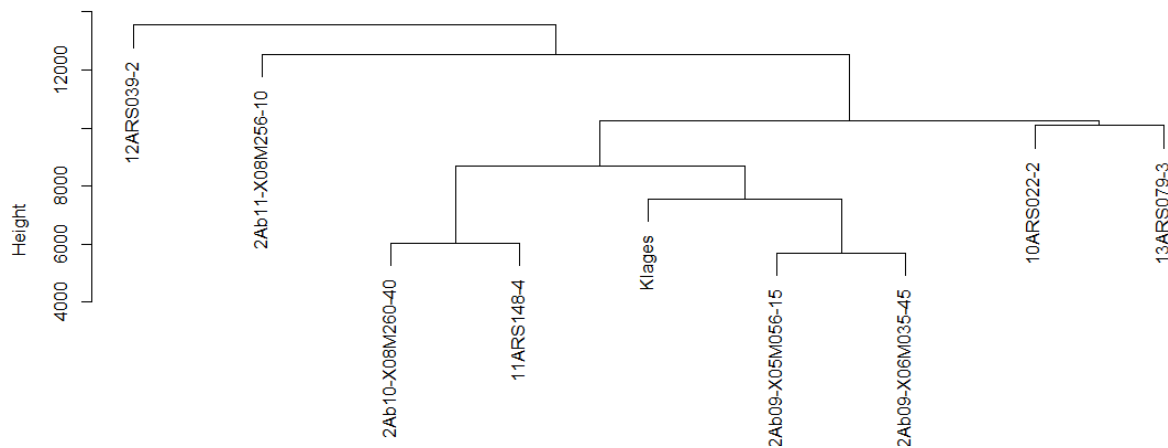 Height
12000
8000
6000
4000
12ARS039-2
2Ab11-X08M256-10
2Ab10-X08M260-40
11ARS148-4
Klages
2Ab09-X05M056-15
2Ab09-X06M035-45
10ARS022-2
13ARS079-3